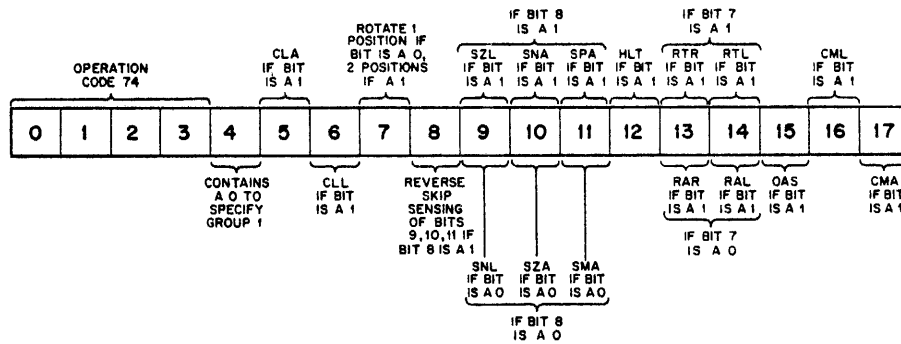 IF BIT 8
IS A 1
IF BIT 7
IS A 1
ROTATE 1
POSITION IF
BIT IS A 0,
2 POSITIONS
IF A 1
OPERATION
CODE 74
CLA
IF BIT
IS A 1
SZL
IF BIT
IS A 1
SNA
IF BIT
IS A 1
SPA
IF BIT
IS A 1
HLT
IF BIT
IS A 1
RTR
IF BIT
IS A 1
RTL
IF BIT
IS A 1
CML
IF BIT
IS A 1
0 1 2 3 4 5 6 7 8 9 10 11 12 13 14 15 16 17
CONTAINS
A 0 TO
SPECIFY
GROUP 1
CLL
IF BIT
IS A 1
REVERSE
SKIP
SENSING
OF BITS
9,10,11 IF
BIT 8 IS A 1
RAR
IF BIT
IS A 1
RAL
IF BIT
IS A 1
OAS
IF BIT
IS A 1
CMA
IF BIT
IS A 1
IF BIT 7
IS A 0
SNL
IF BIT
IS A 0
SZA
IF BIT
IS A 0
SMA
IF BIT
IS A 0
IF BIT 8
IS A 0